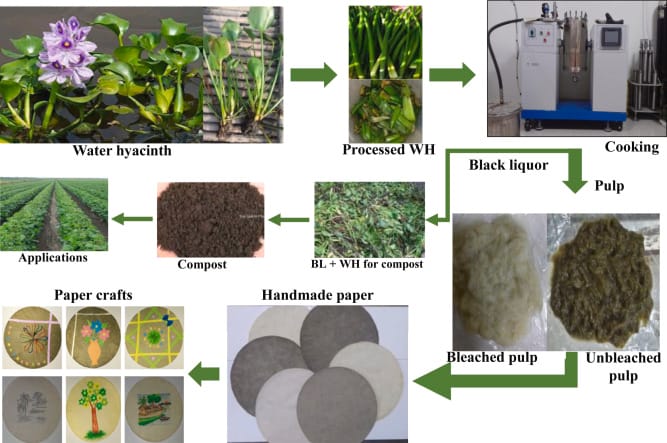 Water hyacinth
Processed WH
Cooking
Black liquor
Pulp
Applications
Compost
BL + WH for compost
Paper crafts
Handmade paper
Bleached pulp
Unbleached
pulp